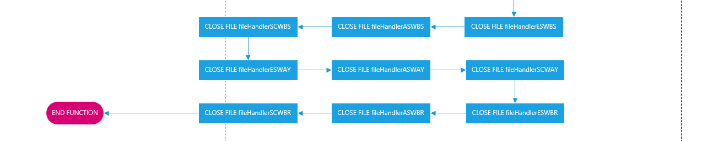 CLOSE FILE fileHandlerSCWBS CLOSE FILE fileHandlerASWBS CLOSE FILE fileHandlerESWBS
CLOSE FILE fileHandlerESWAY CLOSE FILE fileHandlerASWAY CLOSE FILE fileHandlerSCWAY
END FUNCTION CLOSE FILE fileHandlerSCWBR CLOSE FILE fileHandlerASWBR CLOSE FILE fileHandlerESWBR